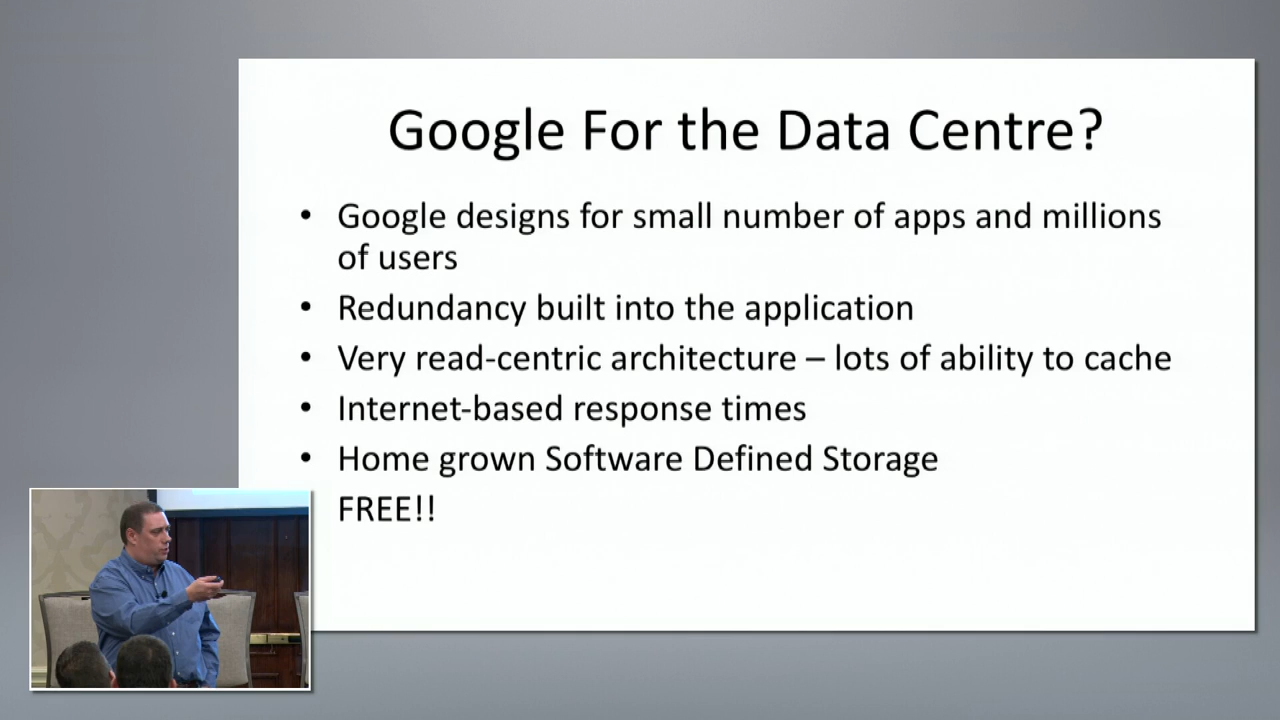 Google For the Data Centre?
• Google designs for small number of apps and millions
of users
• Redundancy built into the application
• Very read-centric architecture – lots of ability to cache
• Internet-based response times
• Home grown Software Defined Storage
FREE!!